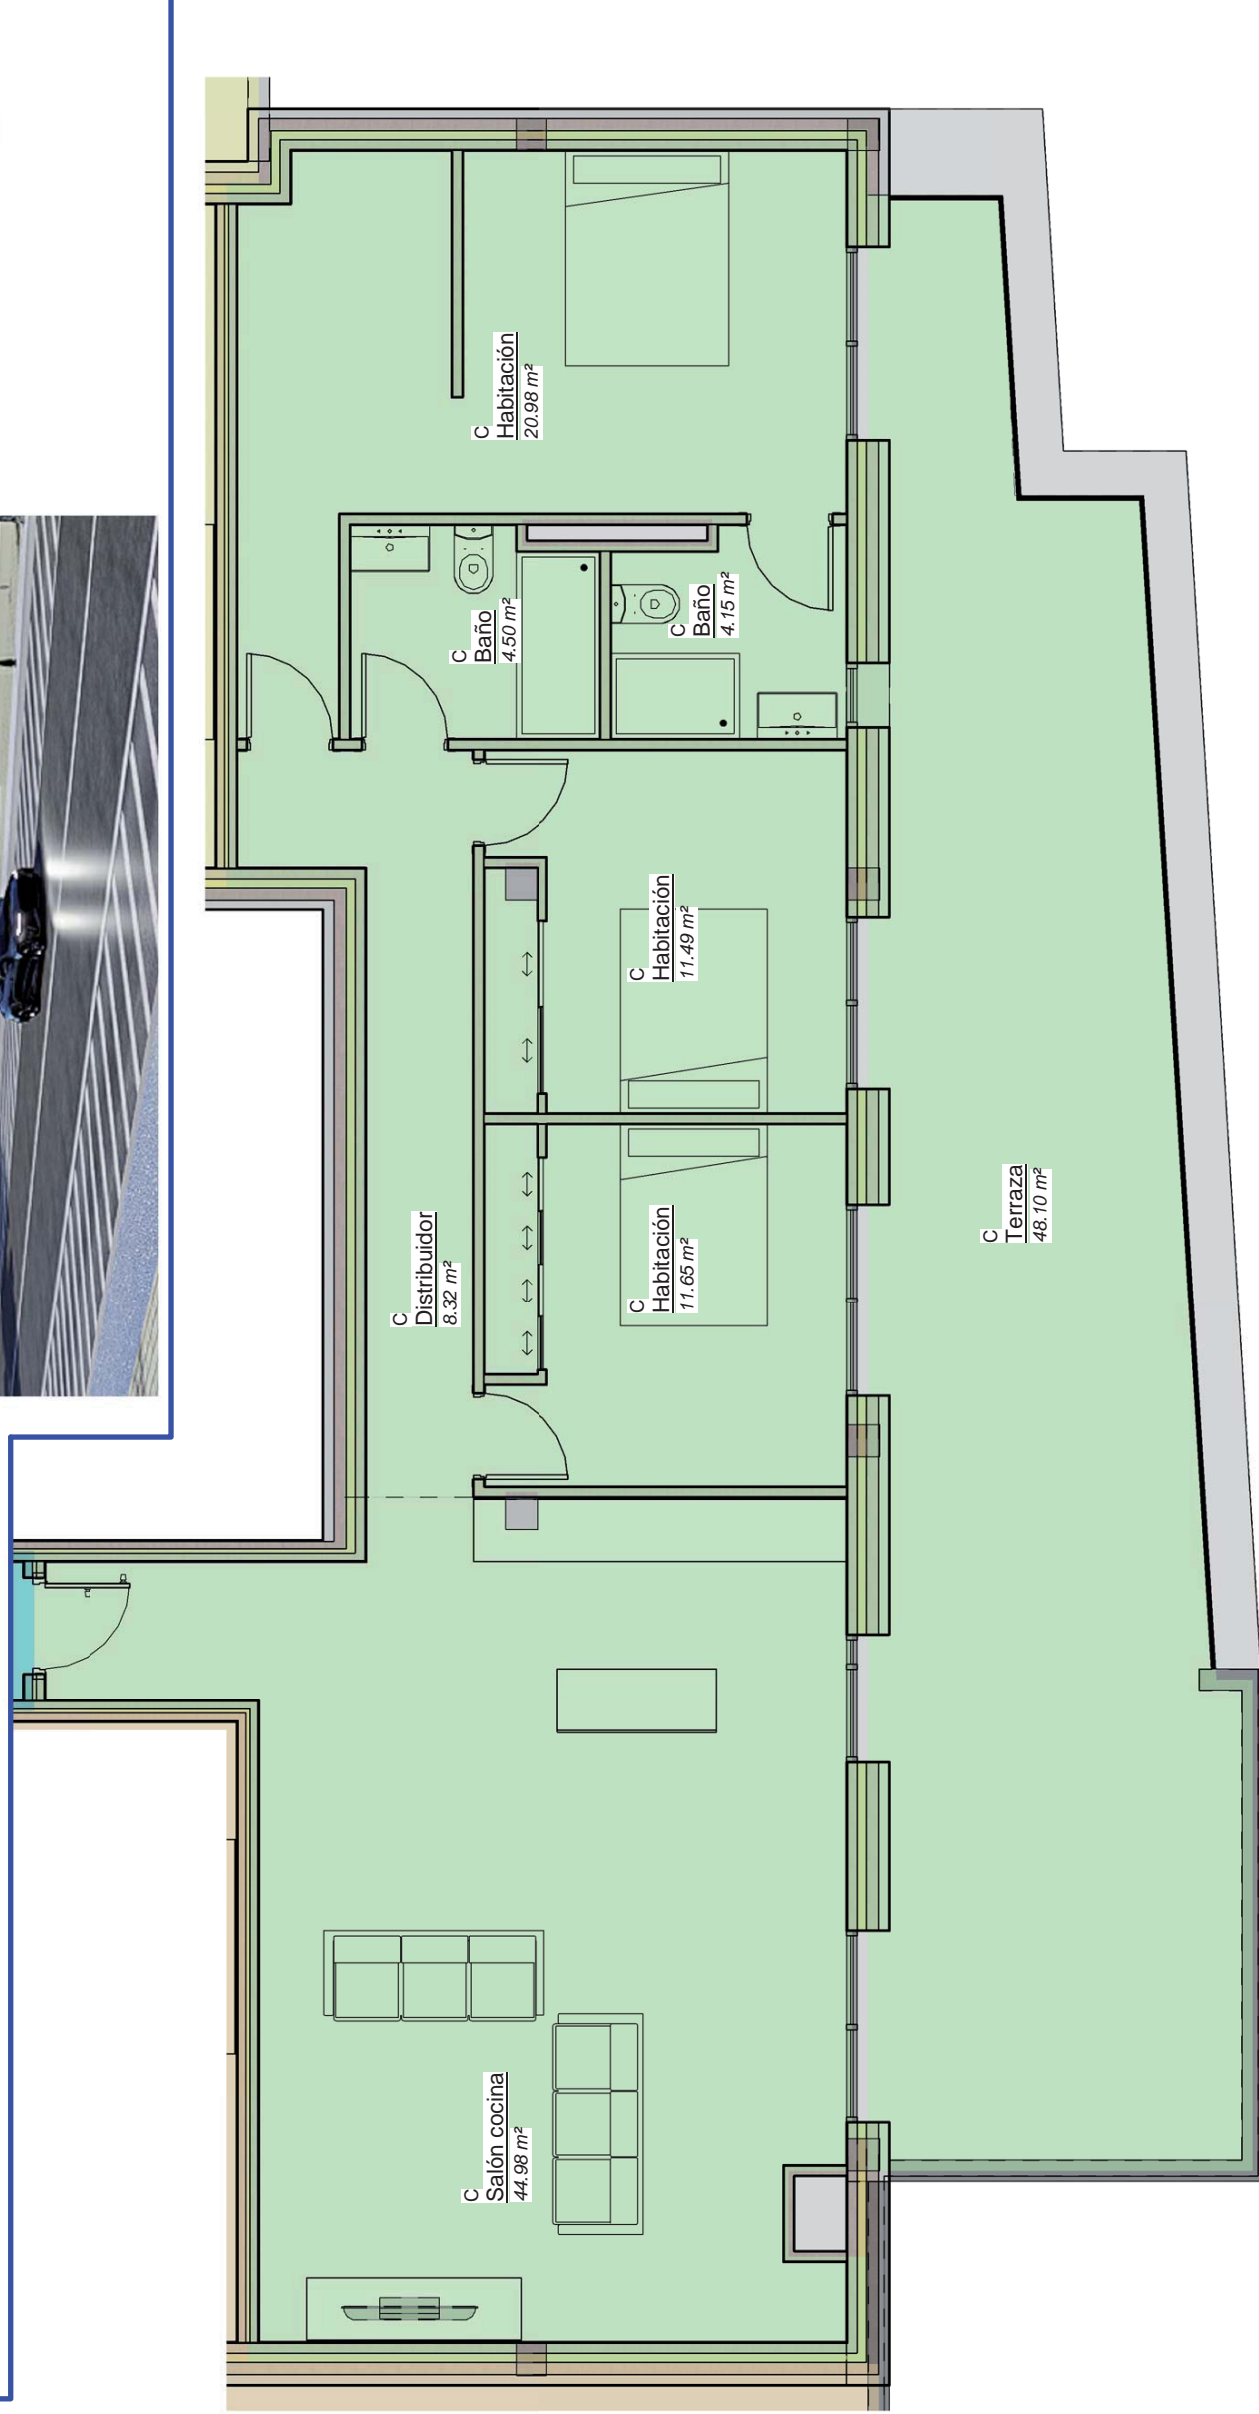 C
Habitación
20.98 m²
C
Baño
4.50 m²
C
Baño
4.15 m²
C
Habitación
11.49 m²
C
Distribuidor
8.32 m²
C
Habitación
11.65 m²
C
Terraza
48.10 m²
C
Salón cocina
44.98 m²